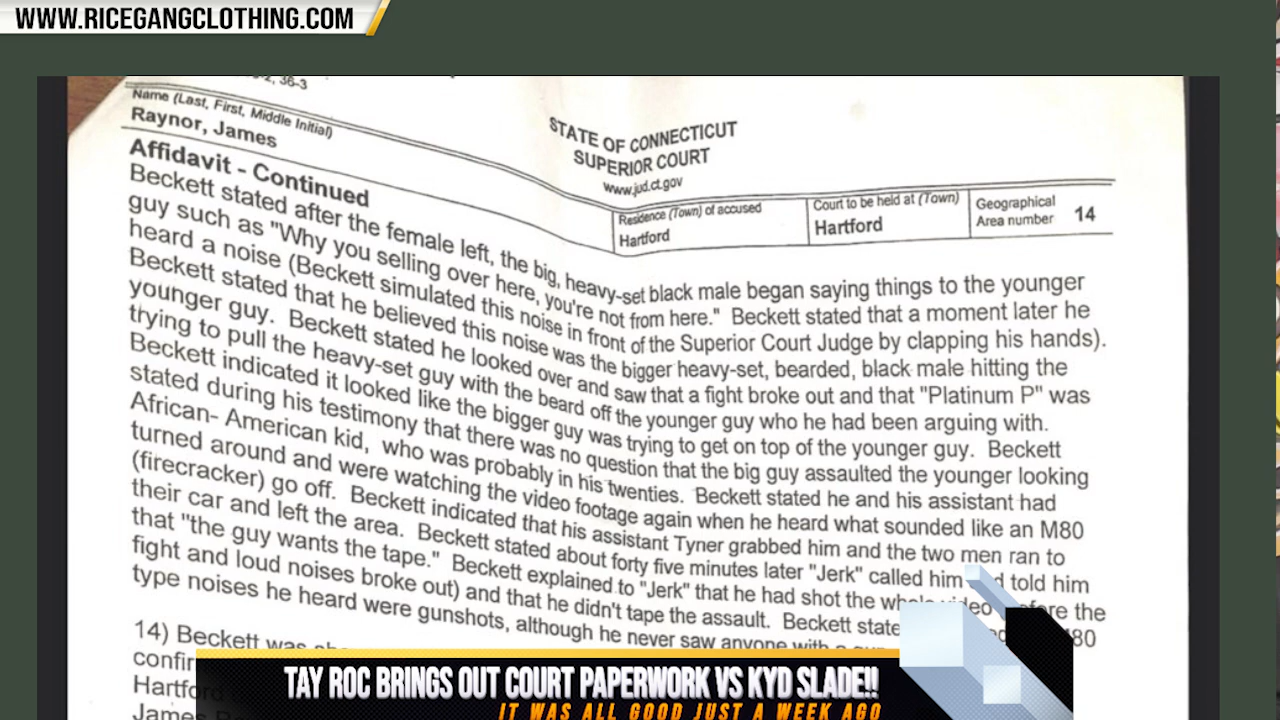 WWW.RICEGANGCLOTHING.COM
36-3
Name (Last, First, Middle Initial)
Raynor, James
STATE OF CONNECTICUT
SUPERIOR COURT
www.jud.ct.gov
Residence (Town) of accused
Hartford
Court to be held at (Town)
Hartford
Geographical
Area number 14
Affidavit - Continued
Beckett stated after the female left, the big, heavy-set black male began saying things to the younger
guy such as "Why you selling over here, you're not from here." Beckett stated that a moment later he
heard a noise (Beckett simulated this noise in front of the Superior Court Judge by clapping his hands).
Beckett stated that he believed this noise was the bigger heavy-set, bearded, black male hitting the
younger guy. Beckett stated he looked over and saw that a fight broke out and that "Platinum P" was
trying to pull the heavy-set guy with the beard off the younger guy who he had been arguing with.
Beckett indicated it looked like the bigger guy was trying to get on top of the younger guy. Beckett
stated during his testimony that there was no question that the big guy assaulted the younger looking
African- American kid, who was probably in his twenties. Beckett stated he and his assistant had
turned around and were watching the video footage again when he heard what sounded like an M80
(firecracker) go off. Beckett indicated that his assistant Tyner grabbed him and the two men ran to
their car and left the area. Beckett stated about forty five minutes later "Jerk" called him told him
that "the guy wants the tape." Beckett explained to "Jerk" that he had shot the the
fight and loud noises broke out) and that he didn't tape the assault. Beckett
type noises he heard were gunshots, although he never saw anyone with a
14) Beckett was
TAY ROC BRINGS OUT COURT PAPERWORK VS KYD SLADE!!
IT WAS ALL GOOD JUST A WEEK AGO